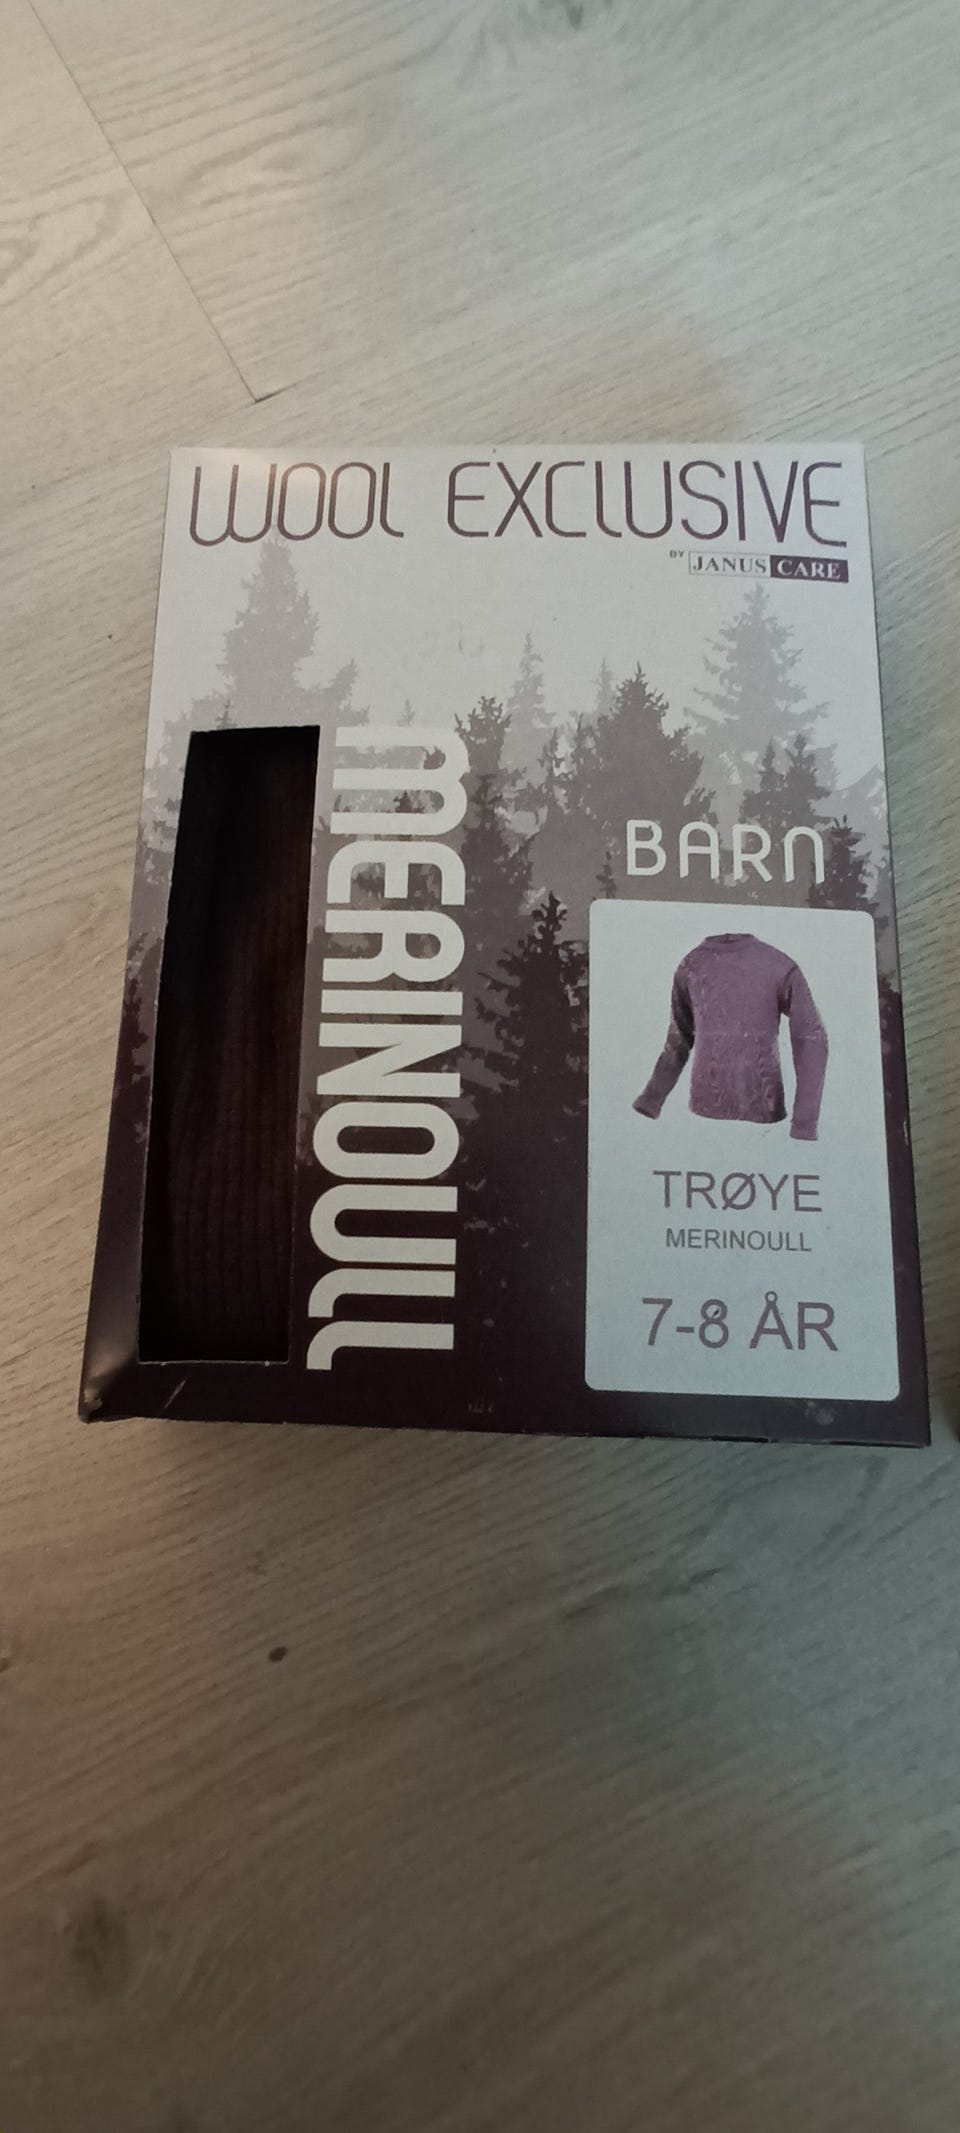 WOOL EXCLUSIVE
BY JANUS CARE
MERINOULL
BARN
TRØYE
MERINOULL
7-8 ÅR